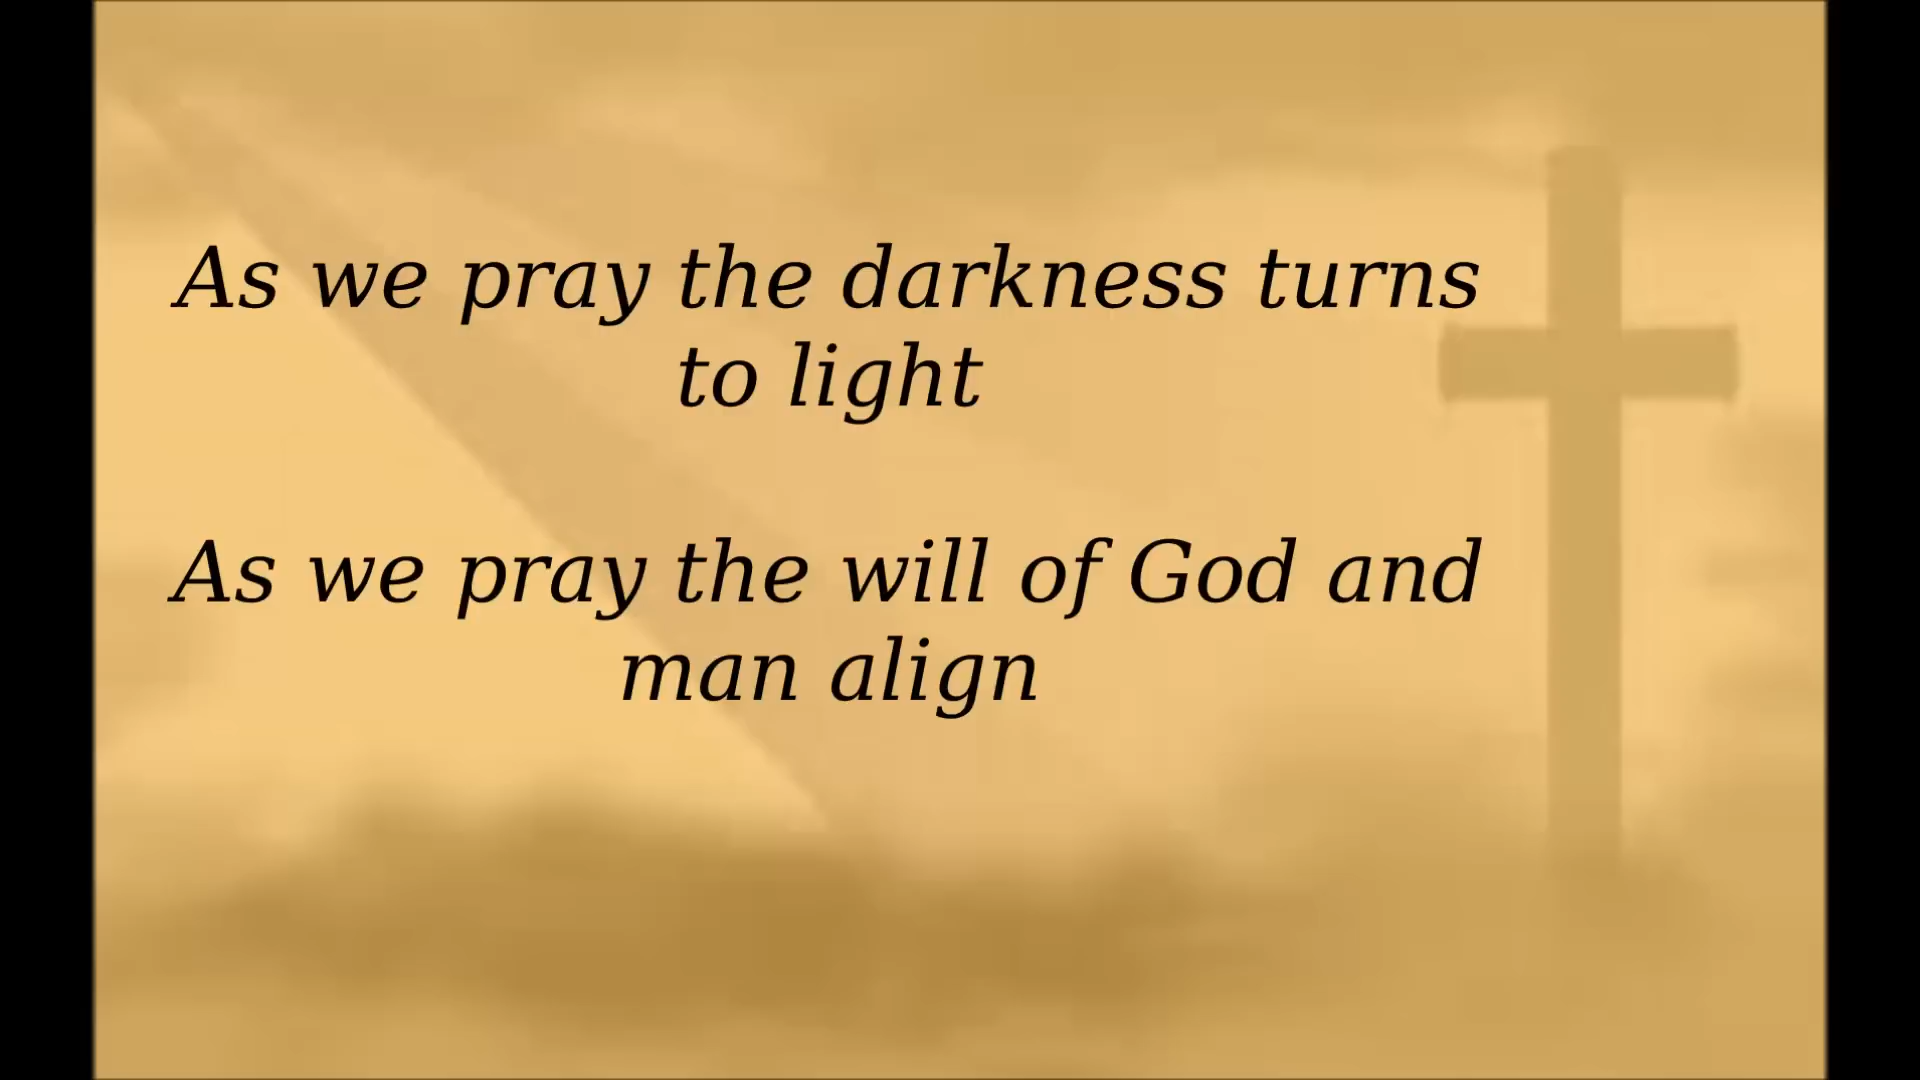 As we pray the darkness turns
to light
As we pray the will of God and
man align